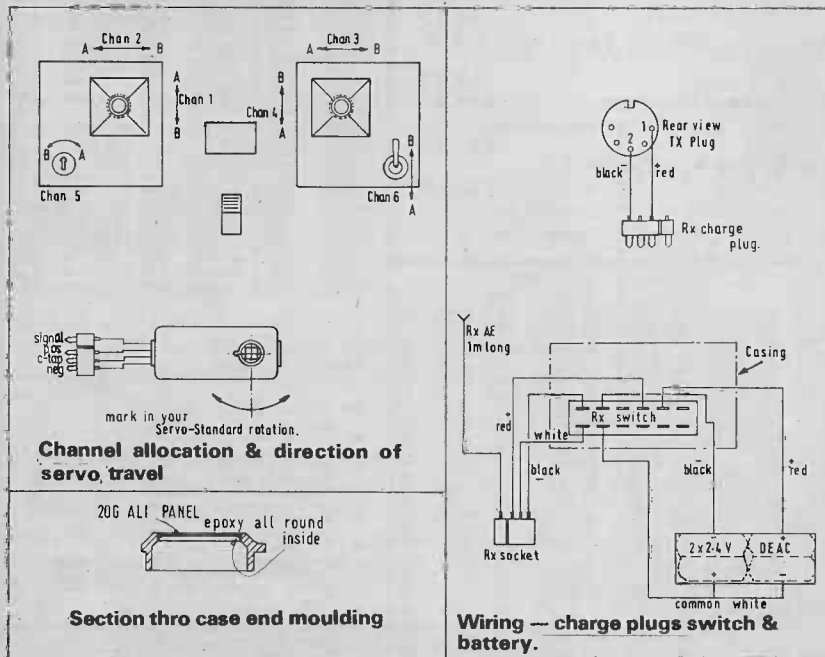 Chan 2
A B
A
Chan 1
B
B A
Chan 5
Chan 3
A B
B
Chan 4
A
B
Chan 6
A
signal
pos
c-tap
neg
mark in your
Servo-Standard rotation.
Channel allocation & direction of
servo travel
20G ALI PANEL
epoxy all round
inside
Section thro case end moulding
1
2
Rear view
TX Plug
black -
+ red
Rx charge
plug.
Rx AE
1m long
Casing
Rx switch
+
red
white
black
-
-
black
+
red
Rx socket
2 x 2·4 V
DEAC
- +
+ -
common white
Wiring — charge plugs switch &
battery.